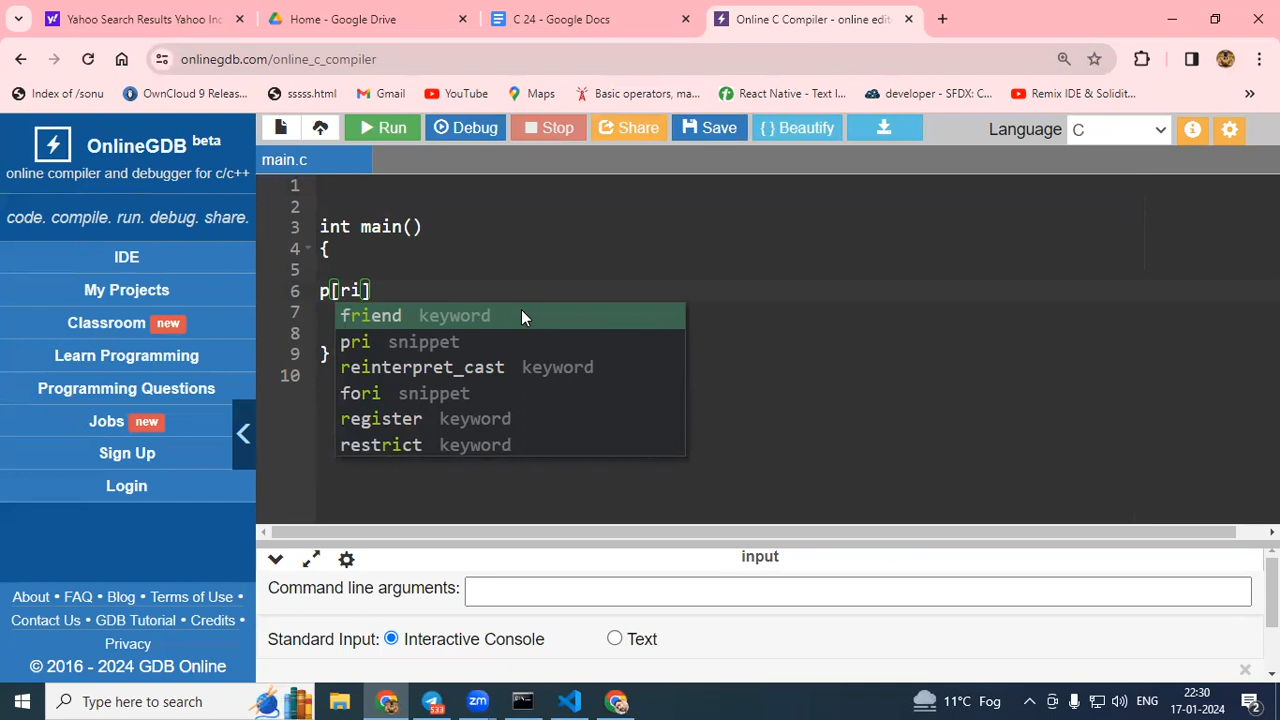 Yahoo Search Results Yahoo Inc
Home - Google Drive
C 24 - Google Docs
Online C Compiler - online edit
onlinegdb.com/online_c_compiler
Index of /sonu
OwnCloud 9 Releas...
sssss.html
Gmail
YouTube
Maps
Basic operators, ma...
React Native - Text I...
developer - SFDX: C...
Remix IDE & Solidit...
OnlineGDB beta
online compiler and debugger for c/c++
code. compile. run. debug. share.
IDE
My Projects
Classroom new
Learn Programming
Programming Questions
Jobs new
Sign Up
Login
About • FAQ • Blog • Terms of Use •
Contact Us • GDB Tutorial • Credits •
Privacy
© 2016 - 2024 GDB Online
Run
Debug
Stop
Share
Save
{ } Beautify
Language
C
main.c
1
2
3 int main()
4 {
5
6 p[ri]
7
8
9 }
10
friend keyword
pri snippet
reinterpret_cast keyword
fori snippet
register keyword
restrict keyword
input
Command line arguments:
Standard Input: Interactive Console Text
Type here to search
533
11°C Fog
ENG
22:30
17-01-2024
2